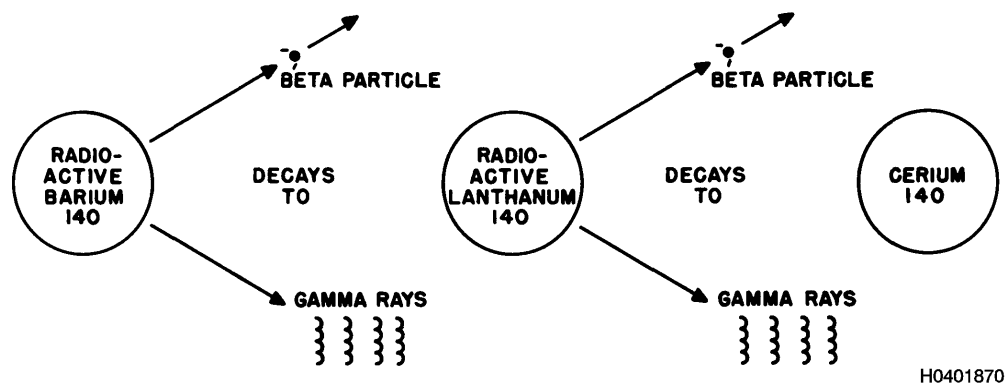 BETA PARTICLE
BETA PARTICLE
RADIO-
ACTIVE
BARIUM
140
DECAYS
TO
RADIO-
ACTIVE
LANTHANUM
140
DECAYS
TO
CERIUM
140
GAMMA RAYS
GAMMA RAYS
H0401870